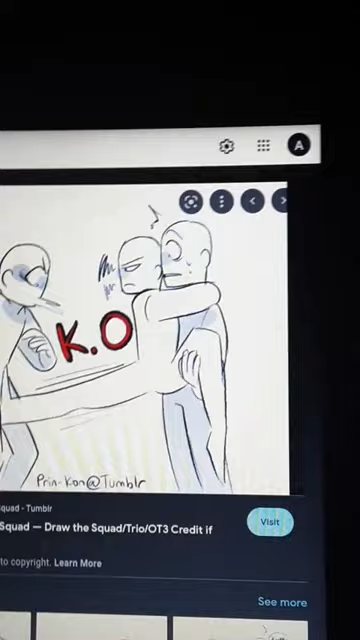 A
K.O
Prin-Kon@Tumblr
Squad - Tumblr
Squad — Draw the Squad/Trio/OT3 Credit if
Visit
to copyright. Learn More
See more